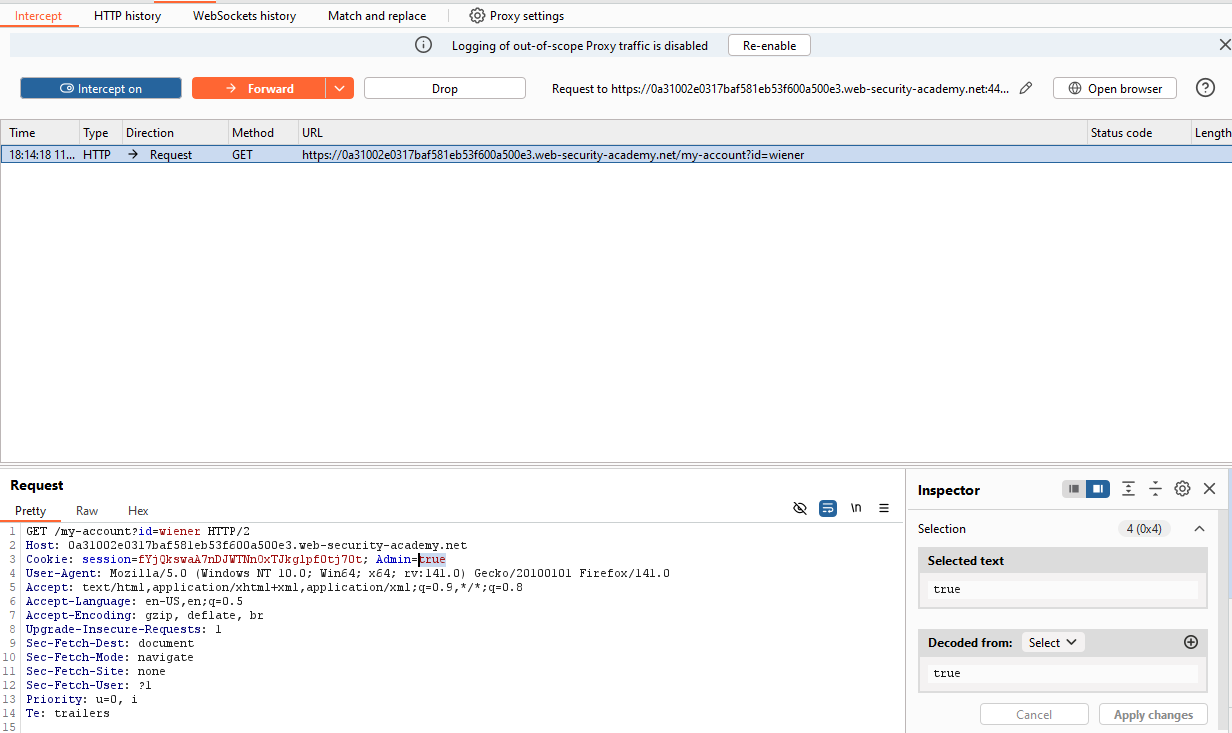 Intercept HTTP history WebSockets history Match and replace Proxy settings
Logging of out-of-scope Proxy traffic is disabled Re-enable
Intercept on Forward Drop Request to https://0a31002e0317baf581eb53f600a500e3.web-security-academy.net:44... Open browser
Time Type Direction Method URL Status code Length
18:14:18 11... HTTP → Request GET https://0a31002e0317baf581eb53f600a500e3.web-security-academy.net/my-account?id=wiener
Request
Pretty Raw Hex \n
1 GET /my-account?id=wiener HTTP/2
2 Host: 0a31002e0317baf581eb53f600a500e3.web-security-academy.net
3 Cookie: session=fYjQkswaA7nDJWTNn0xTJkglpf0tj70t; Admin=true
4 User-Agent: Mozilla/5.0 (Windows NT 10.0; Win64; x64; rv:141.0) Gecko/20100101 Firefox/141.0
5 Accept: text/html,application/xhtml+xml,application/xml;q=0.9,*/*;q=0.8
6 Accept-Language: en-US,en;q=0.5
7 Accept-Encoding: gzip, deflate, br
8 Upgrade-Insecure-Requests: 1
9 Sec-Fetch-Dest: document
10 Sec-Fetch-Mode: navigate
11 Sec-Fetch-Site: none
12 Sec-Fetch-User: ?1
13 Priority: u=0, i
14 Te: trailers
15
Inspector
Selection 4 (0x4)
Selected text
true
Decoded from: Select
true
Cancel Apply changes